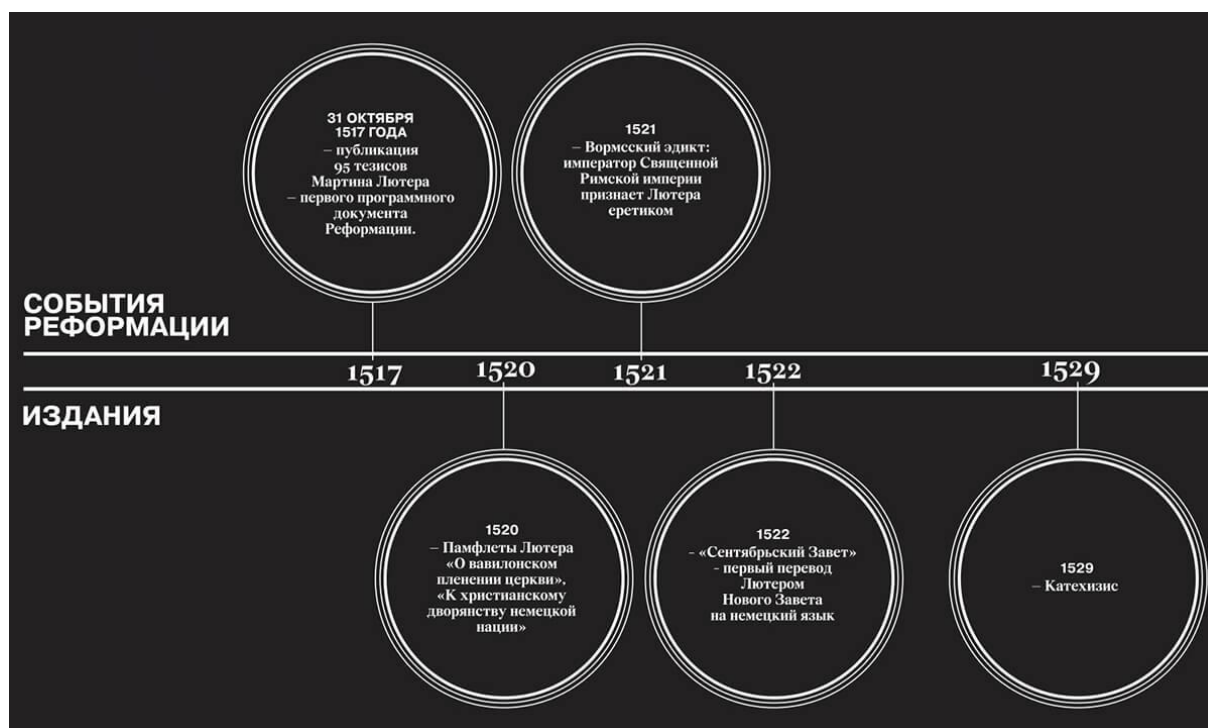 31 ОКТЯБРЯ
1517 ГОДА
– публикация
95 тезисов
Мартина Лютера
– первого программного
документа
Реформации.
1521
– Вормсский эдикт:
император Священной
Римской империи
признает Лютера
еретиком
СОБЫТИЯ
РЕФОРМАЦИИ
1517 1520 1521 1522 1529
ИЗДАНИЯ
1520
– Памфлеты Лютера
«О вавилонском
пленении церкви»,
«К христианскому
дворянству немецкой
нации»
1522
- «Сентябрьский Завет»
- первый перевод
Лютером
Нового Завета
на немецкий язык
1529
– Катехизис